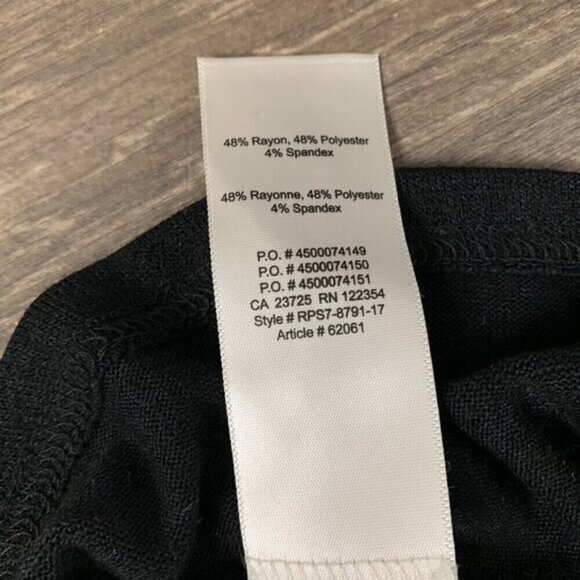 48% Rayon, 48% Polyester
4% Spandex
48% Rayonne, 48% Polyester
4% Spandex
P.O. # 4500074149
P.O. # 4500074150
P.O. # 4500074151
CA 23725 RN 122354
Style # RPS7-8791-17
Article # 62061